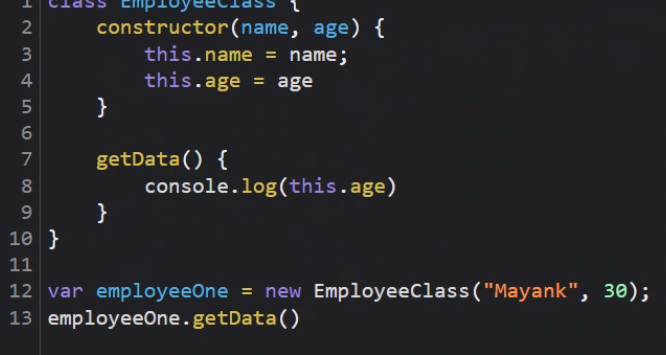 1 class EmployeeClass {
2 constructor(name, age) {
3 this.name = name;
4 this.age = age
5 }
6
7 getData() {
8 console.log(this.age)
9 }
10 }
11
12 var employeeOne = new EmployeeClass("Mayank", 30);
13 employeeOne.getData()